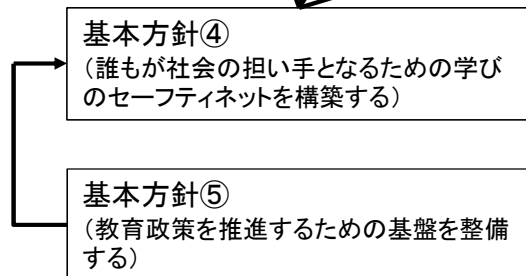 基本方針④
（誰もが社会の担い手となるための学び
のセーフティネットを構築する）
基本方針⑤
（教育政策を推進するための基盤を整備
する）